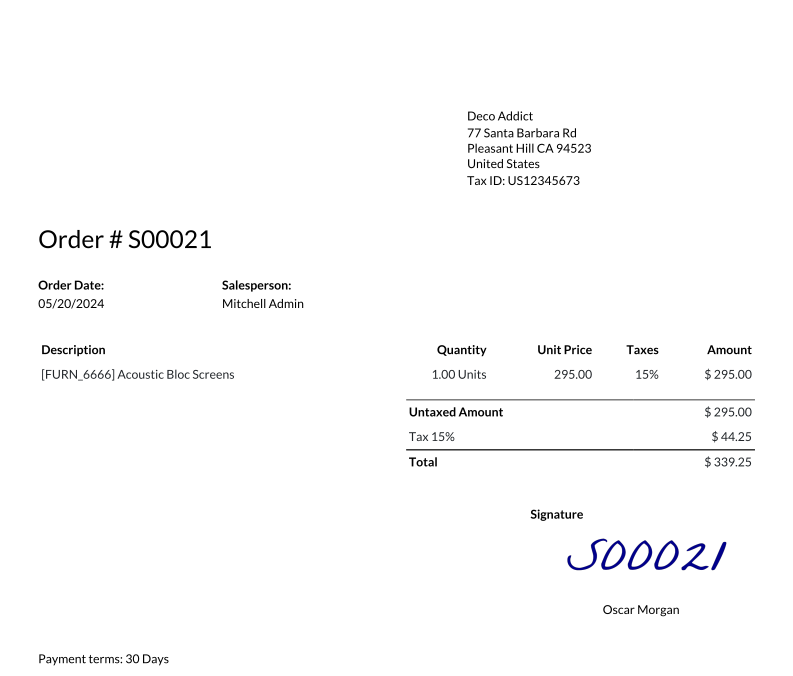 Deco Addict
77 Santa Barbara Rd
Pleasant Hill CA 94523
United States
Tax ID: US12345673
Order # S00021
Order Date: Salesperson:
05/20/2024 Mitchell Admin
Description Quantity Unit Price Taxes Amount
[FURN_6666] Acoustic Bloc Screens 1.00 Units 295.00 15% $ 295.00
Untaxed Amount $ 295.00
Tax 15% $ 44.25
Total $ 339.25
Signature
S00021
Oscar Morgan
Payment terms: 30 Days